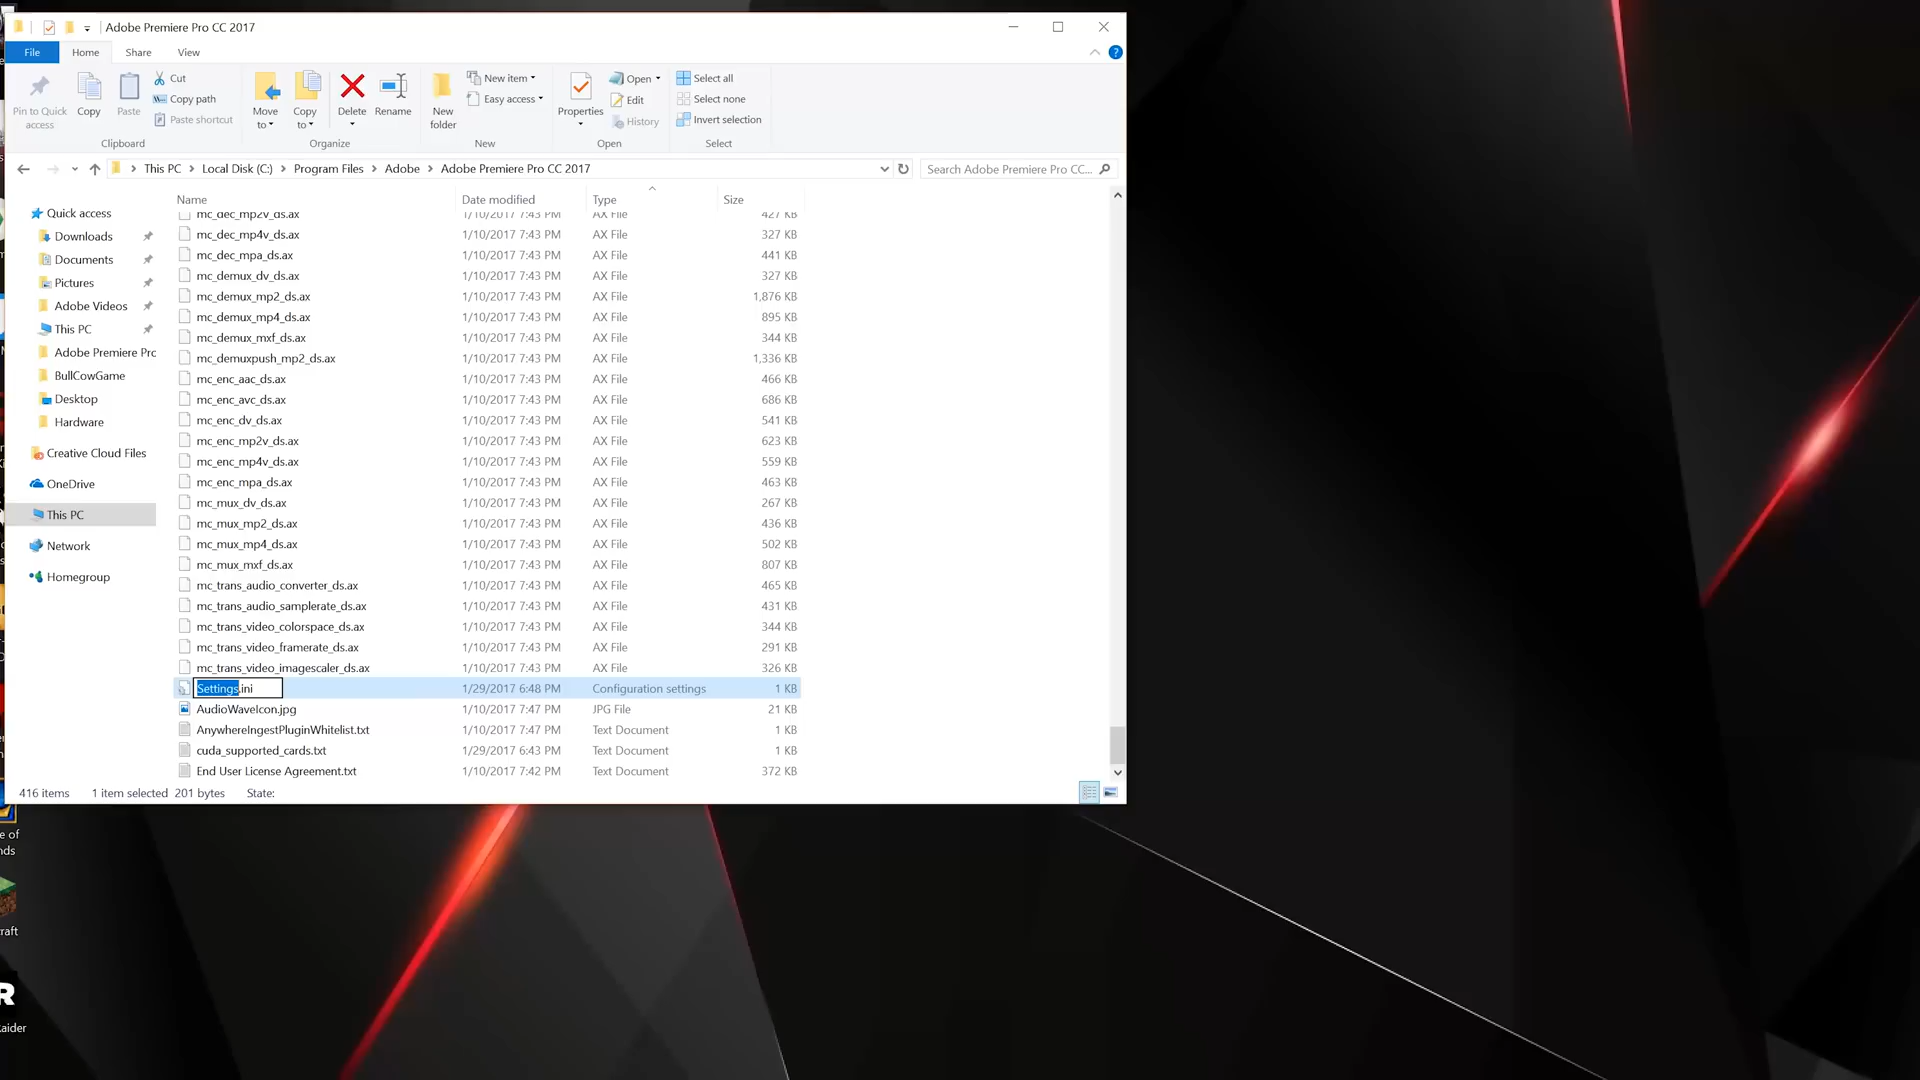 Adobe Premiere Pro CC 2017
File Home Share View
Pin to Quick access
Copy
Paste
Cut
Copy path
Paste shortcut
Clipboard
Move to
Copy to
Delete
Rename
Organize
New folder
New item
Easy access
New
Properties
Open
Edit
History
Open
Select all
Select none
Invert selection
Select
This PC Local Disk (C:) Program Files Adobe Adobe Premiere Pro CC 2017
Search Adobe Premiere Pro CC...
Quick access
Downloads
Documents
Pictures
Adobe Videos
This PC
Adobe Premiere Prc
BullCowGame
Desktop
Hardware
Creative Cloud Files
OneDrive
This PC
Network
Homegroup
Name Date modified Type Size
mc_dec_mp2v_ds.ax 1/10/2017 7:43 PM AX File 427 KB
mc_dec_mp4v_ds.ax 1/10/2017 7:43 PM AX File 327 KB
mc_dec_mpa_ds.ax 1/10/2017 7:43 PM AX File 441 KB
mc_demux_dv_ds.ax 1/10/2017 7:43 PM AX File 327 KB
mc_demux_mp2_ds.ax 1/10/2017 7:43 PM AX File 1,876 KB
mc_demux_mp4_ds.ax 1/10/2017 7:43 PM AX File 895 KB
mc_demux_mxf_ds.ax 1/10/2017 7:43 PM AX File 344 KB
mc_demuxpush_mp2_ds.ax 1/10/2017 7:43 PM AX File 1,336 KB
mc_enc_aac_ds.ax 1/10/2017 7:43 PM AX File 466 KB
mc_enc_avc_ds.ax 1/10/2017 7:43 PM AX File 686 KB
mc_enc_dv_ds.ax 1/10/2017 7:43 PM AX File 541 KB
mc_enc_mp2v_ds.ax 1/10/2017 7:43 PM AX File 623 KB
mc_enc_mp4v_ds.ax 1/10/2017 7:43 PM AX File 559 KB
mc_enc_mpa_ds.ax 1/10/2017 7:43 PM AX File 463 KB
mc_mux_dv_ds.ax 1/10/2017 7:43 PM AX File 267 KB
mc_mux_mp2_ds.ax 1/10/2017 7:43 PM AX File 436 KB
mc_mux_mp4_ds.ax 1/10/2017 7:43 PM AX File 502 KB
mc_mux_mxf_ds.ax 1/10/2017 7:43 PM AX File 807 KB
mc_trans_audio_converter_ds.ax 1/10/2017 7:43 PM AX File 465 KB
mc_trans_audio_samplerate_ds.ax 1/10/2017 7:43 PM AX File 431 KB
mc_trans_video_colorspace_ds.ax 1/10/2017 7:43 PM AX File 344 KB
mc_trans_video_framerate_ds.ax 1/10/2017 7:43 PM AX File 291 KB
mc_trans_video_imagescaler_ds.ax 1/10/2017 7:43 PM AX File 326 KB
Settings.ini 1/29/2017 6:48 PM Configuration settings 1 KB
AudioWaveIcon.jpg 1/10/2017 7:47 PM JPG File 21 KB
AnywhereIngestPluginWhitelist.txt 1/10/2017 7:47 PM Text Document 1 KB
cuda_supported_cards.txt 1/29/2017 6:43 PM Text Document 1 KB
End User License Agreement.txt 1/10/2017 7:42 PM Text Document 372 KB
416 items 1 item selected 201 bytes State:
e of
nds
raft
R
aider